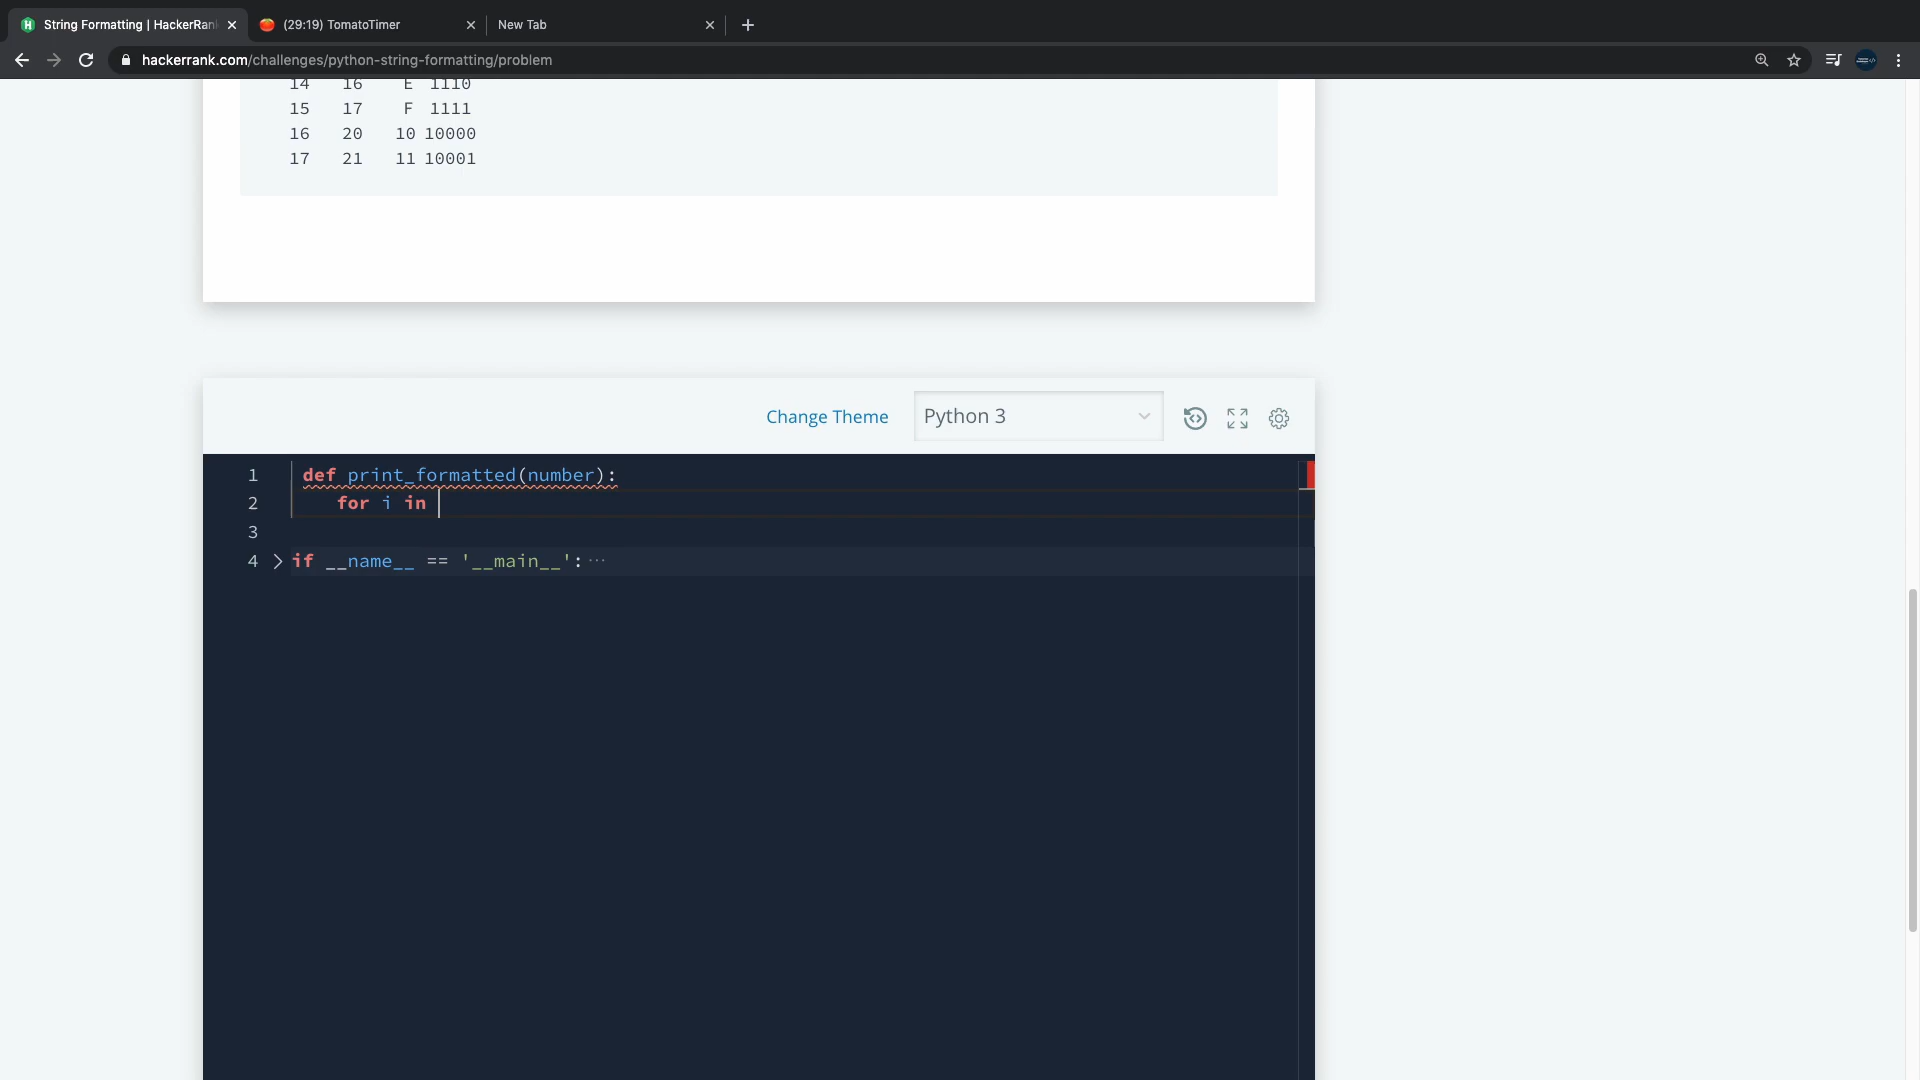 String Formatting | HackerRan
(29:19) TomatoTimer
New Tab
hackerrank.com/challenges/python-string-formatting/problem
14 16 E 1110
15 17 F 1111
16 20 10 10000
17 21 11 10001
Change Theme
Python 3
1 def print_formatted(number):
2 for i in
3
4 if __name__ == '__main__':···